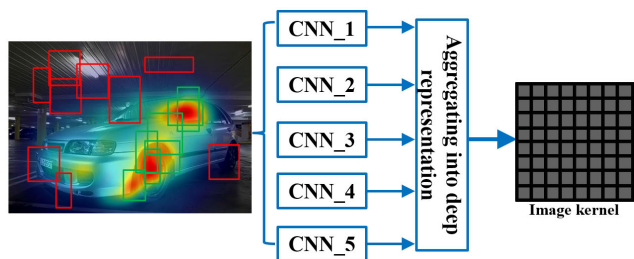 CNN_1
CNN_2
CNN_3
CNN_4
CNN_5
Aggregating into deep
representation
Image kernel